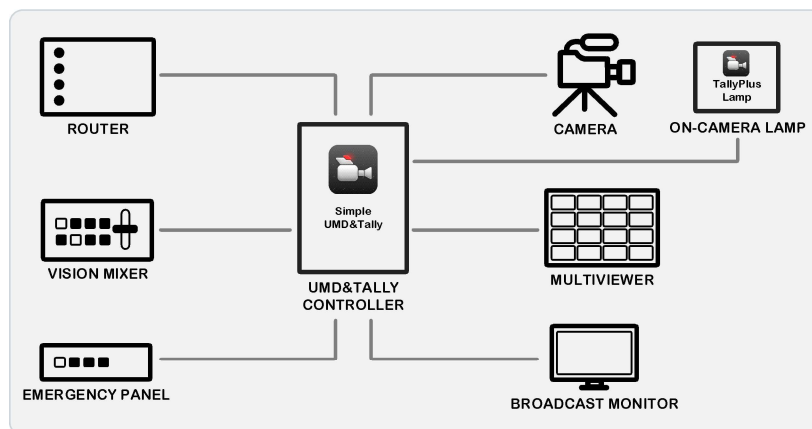 ROUTER
CAMERA
TallyPlus
Lamp
ON-CAMERA LAMP
Simple
UMD&Tally
VISION MIXER
UMD&TALLY
CONTROLLER
MULTIVIEWER
EMERGENCY PANEL
BROADCAST MONITOR